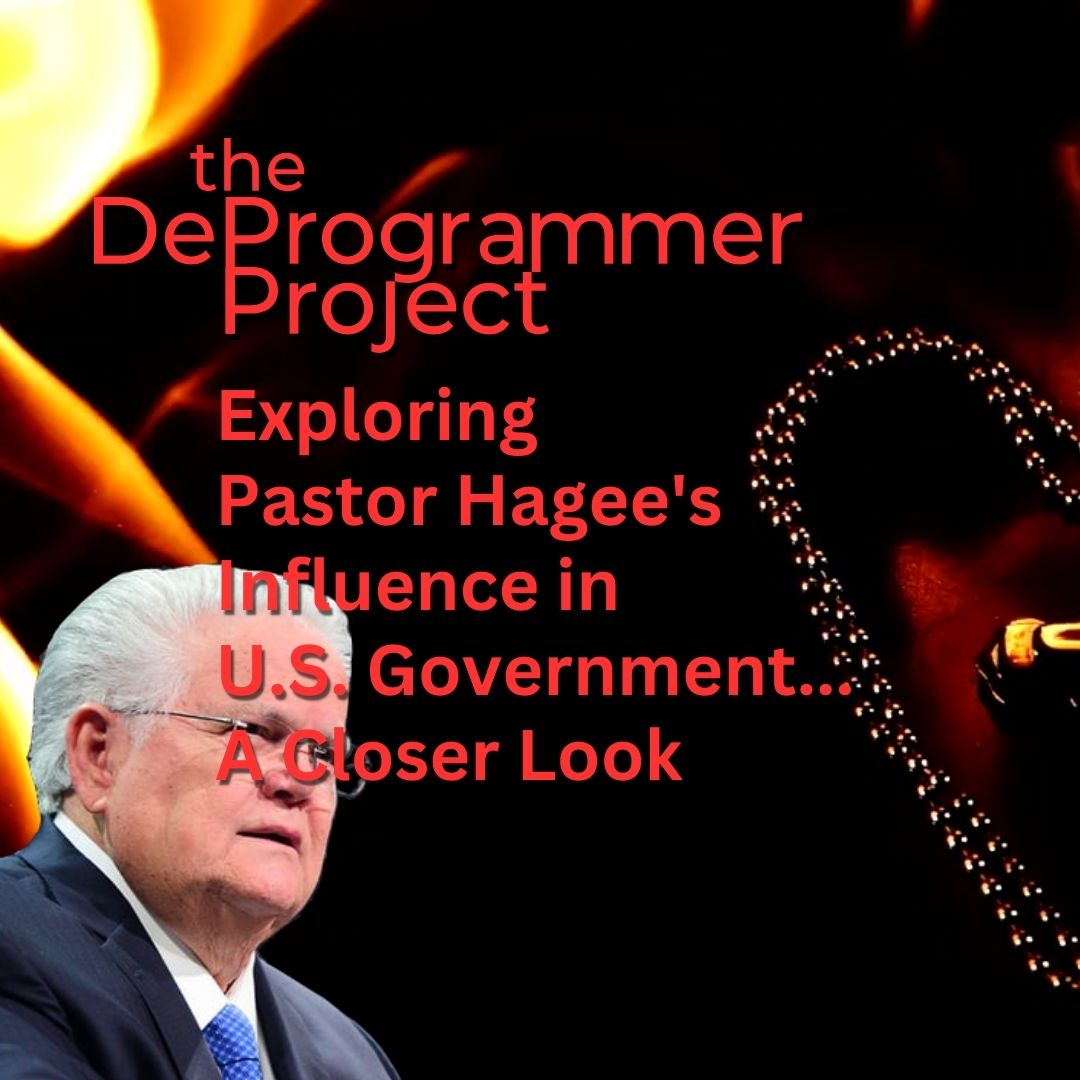 the
DeProgrammer
Project
Exploring
Pastor Hagee's
Influence in
U.S. Government...
A Closer Look